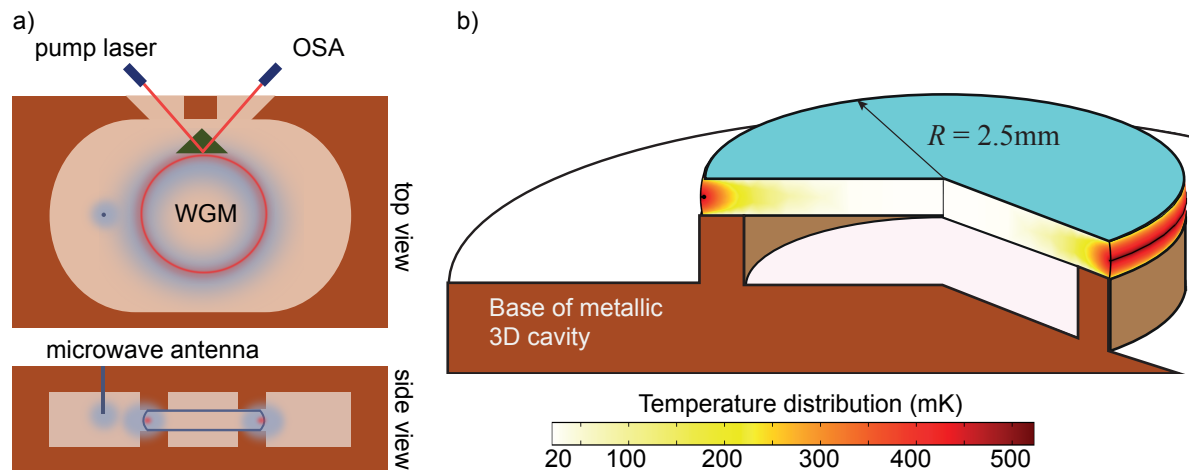 a)
pump laser
OSA
WGM
top view
microwave antenna
side view
b)
R = 2.5mm
Base of metallic
3D cavity
Temperature distribution (mK)
20 100 200 300 400 500